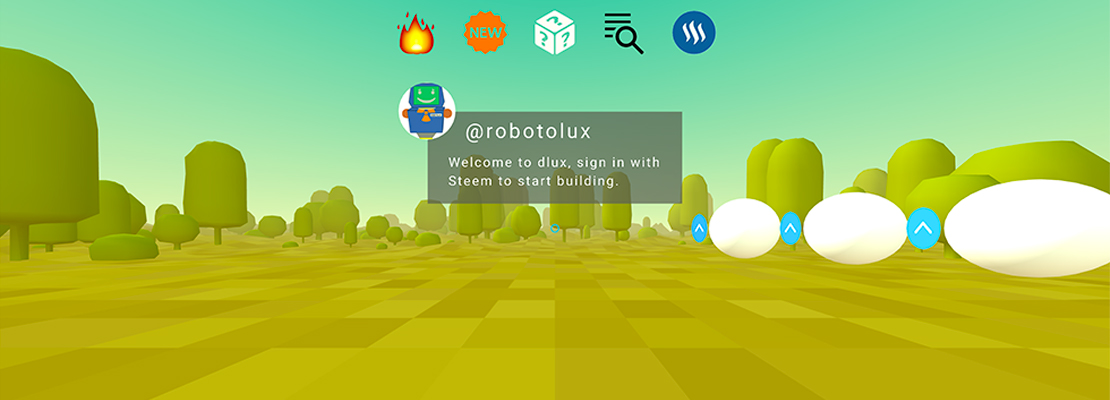 NEW
? ? ?
@robotolux
Welcome to dlux, sign in with
Steem to start building.